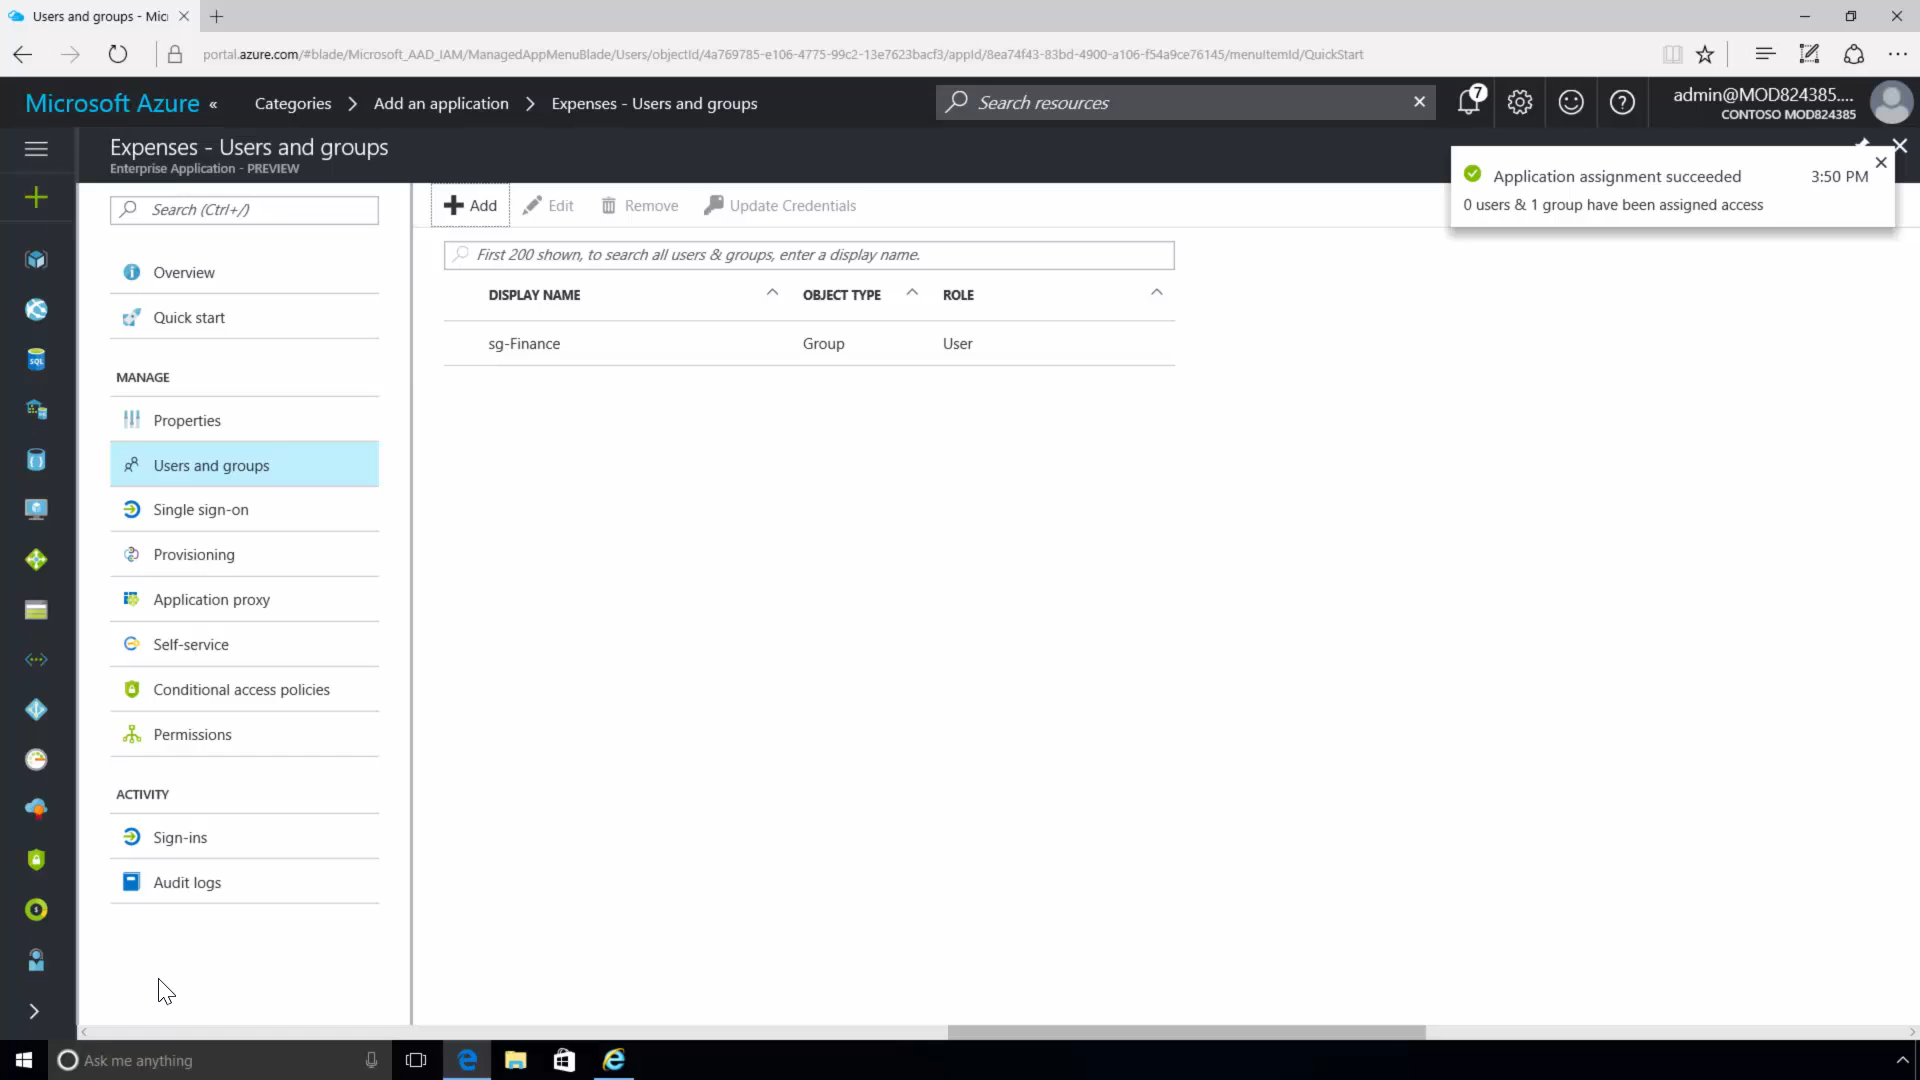 Users and groups - Mic
portal.azure.com/#blade/Microsoft_AAD_IAM/ManagedAppMenuBlade/Users/objectId/4a769785-e106-4775-99c2-13e7623bacf3/appId/8ea74f43-83bd-4900-a106-f54a9ce76145/menuItemId/QuickStart
Microsoft Azure «
Categories > Add an application > Expenses - Users and groups
Search resources
7
admin@MOD824385....
CONTOSO MOD824385
Expenses - Users and groups
Enterprise Application - PREVIEW
Application assignment succeeded 3:50 PM
0 users & 1 group have been assigned access
Search (Ctrl+/)
Overview
Quick start
MANAGE
Properties
Users and groups
Single sign-on
Provisioning
Application proxy
Self-service
Conditional access policies
Permissions
ACTIVITY
Sign-ins
Audit logs
Add Edit Remove Update Credentials
First 200 shown, to search all users & groups, enter a display name.
DISPLAY NAME OBJECT TYPE ROLE
sg-Finance Group User
SQL
Ask me anything